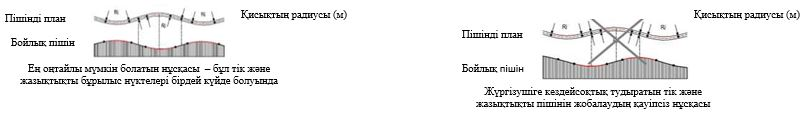 Пішінді план
Қисықтың радиусы (м)
Бойлық пішін
Ең оңтайлы мүмкін болатын нұсқасы – бұл тік және
жазықтықты бұрылыс нүктелері бірдей күйде болуында
Қисықтың радиусы (м)
Пішінді план
Бойлық пішін
Жүргізушіге кездейсоқтық тудыратын тік және
жазықтықты пішінін жобалаудың қауіпсіз нұсқасы